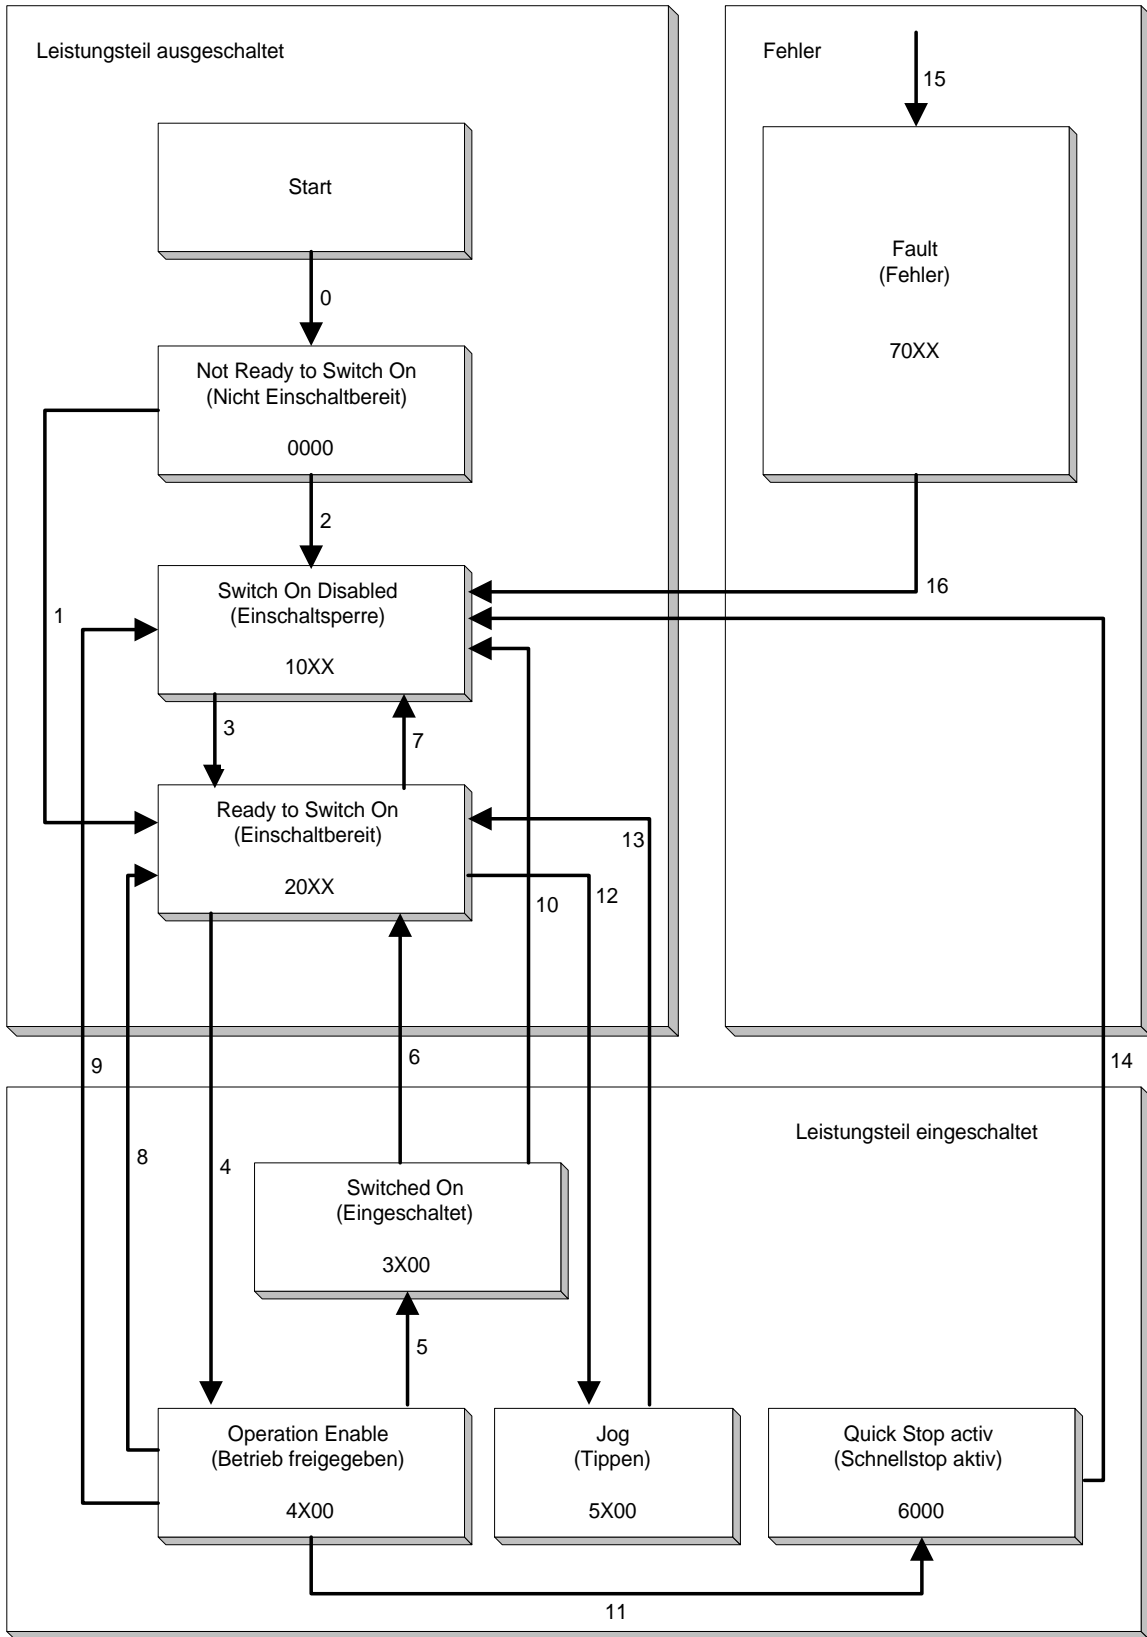 Leistungsteil ausgeschaltet
Fehler
15
Start
Fault
(Fehler)
70XX
0
Not Ready to Switch On
(Nicht Einschaltbereit)
0000
2
16
Switch On Disabled
(Einschaltsperre)
10XX
1
3
7
Ready to Switch On
(Einschaltbereit)
20XX
13
12
10
9
6
14
Leistungsteil eingeschaltet
8
4
Switched On
(Eingeschaltet)
3X00
5
Operation Enable
(Betrieb freigegeben)
4X00
Jog
(Tippen)
5X00
Quick Stop activ
(Schnellstop aktiv)
6000
11